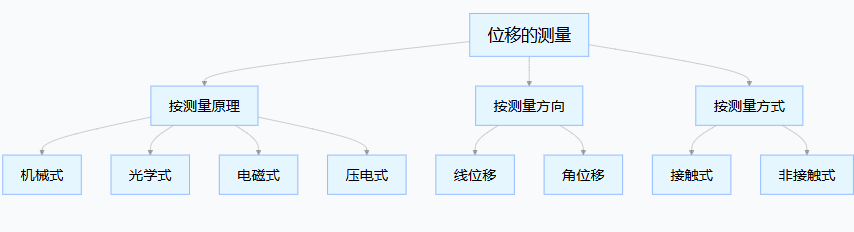 位移的测量
按测量原理
按测量方向
按测量方式
机械式
光学式
电磁式
压电式
线位移
角位移
接触式
非接触式